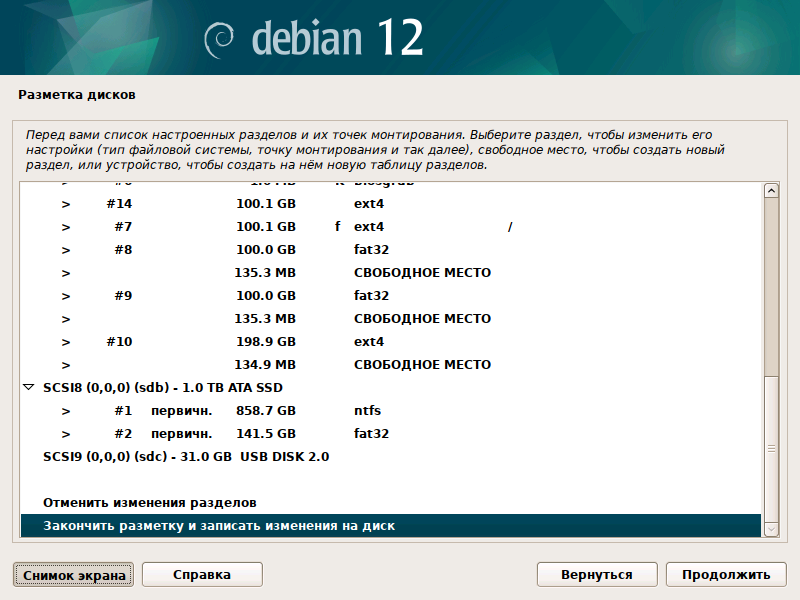 debian 12
Разметка дисков
Перед вами список настроенных разделов и их точек монтирования. Выберите раздел, чтобы изменить его
настройки (тип файловой системы, точку монтирования и так далее), свободное место, чтобы создать новый
раздел, или устройство, чтобы создать на нём новую таблицу разделов.
> #14 100.1 GB ext4
> #7 100.1 GB f ext4 /
> #8 100.0 GB fat32
> 135.3 MB СВОБОДНОЕ МЕСТО
> #9 100.0 GB fat32
> 135.3 MB СВОБОДНОЕ МЕСТО
> #10 198.9 GB ext4
> 134.9 MB СВОБОДНОЕ МЕСТО
SCSI8 (0,0,0) (sdb) - 1.0 TB ATA SSD
> #1 первичн. 858.7 GB ntfs
> #2 первичн. 141.5 GB fat32
SCSI9 (0,0,0) (sdc) - 31.0 GB USB DISK 2.0
Отменить изменения разделов
Закончить разметку и записать изменения на диск
Снимок экрана Справка Вернуться Продолжить